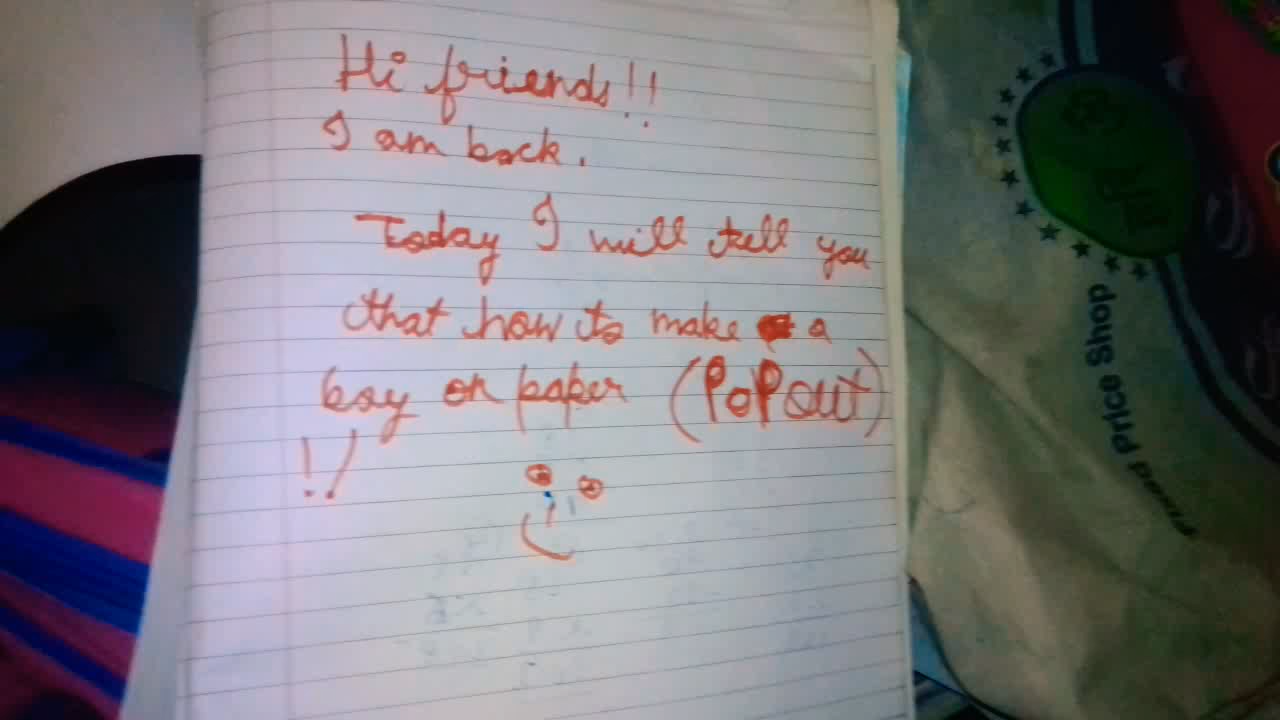 Hi friends!!
I am back.
Today I will tell you
that how to make a
boy on paper (PoPout)
!!
Price Shop